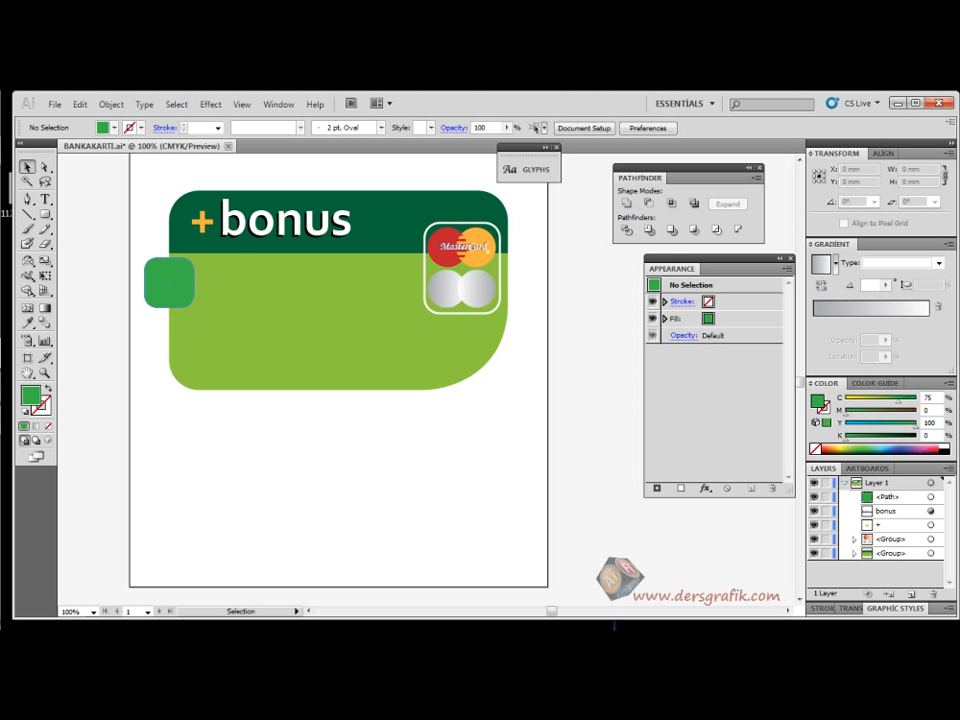 Ai File Edit Object Type Select Effect View Window Help Br ESSENTIALS CS Live
No Selection Stroke: 2 pt. Oval Style: Opacity: 100 % Document Setup Preferences
BANKAKARTI.ai* @ 100% (CMYK/Preview)
Aa GLYPHS
+bonus
MasterCard
PATHFINDER
Shape Modes:
Expand
Pathfinders:
APPEARANCE
No Selection
Stroke:
Fill:
Opacity: Default
fx
TRANSFORM ALIGN
X: 0 mm W: 0 mm
Y: 0 mm H: 0 mm
0° 0°
Align to Pixel Grid
GRADIENT
Type:
%
Opacity: %
Location: %
COLOR COLOR GUIDE
C 75 %
M 0 %
Y 100 %
K 0 %
LAYERS ARTBOARDS
Layer 1
<Path>
bonus
+
<Group>
<Group>
1 Layer
STROK TRANS GRAPHIC STYLES
www.dersgrafik.com
100% 1 Selection